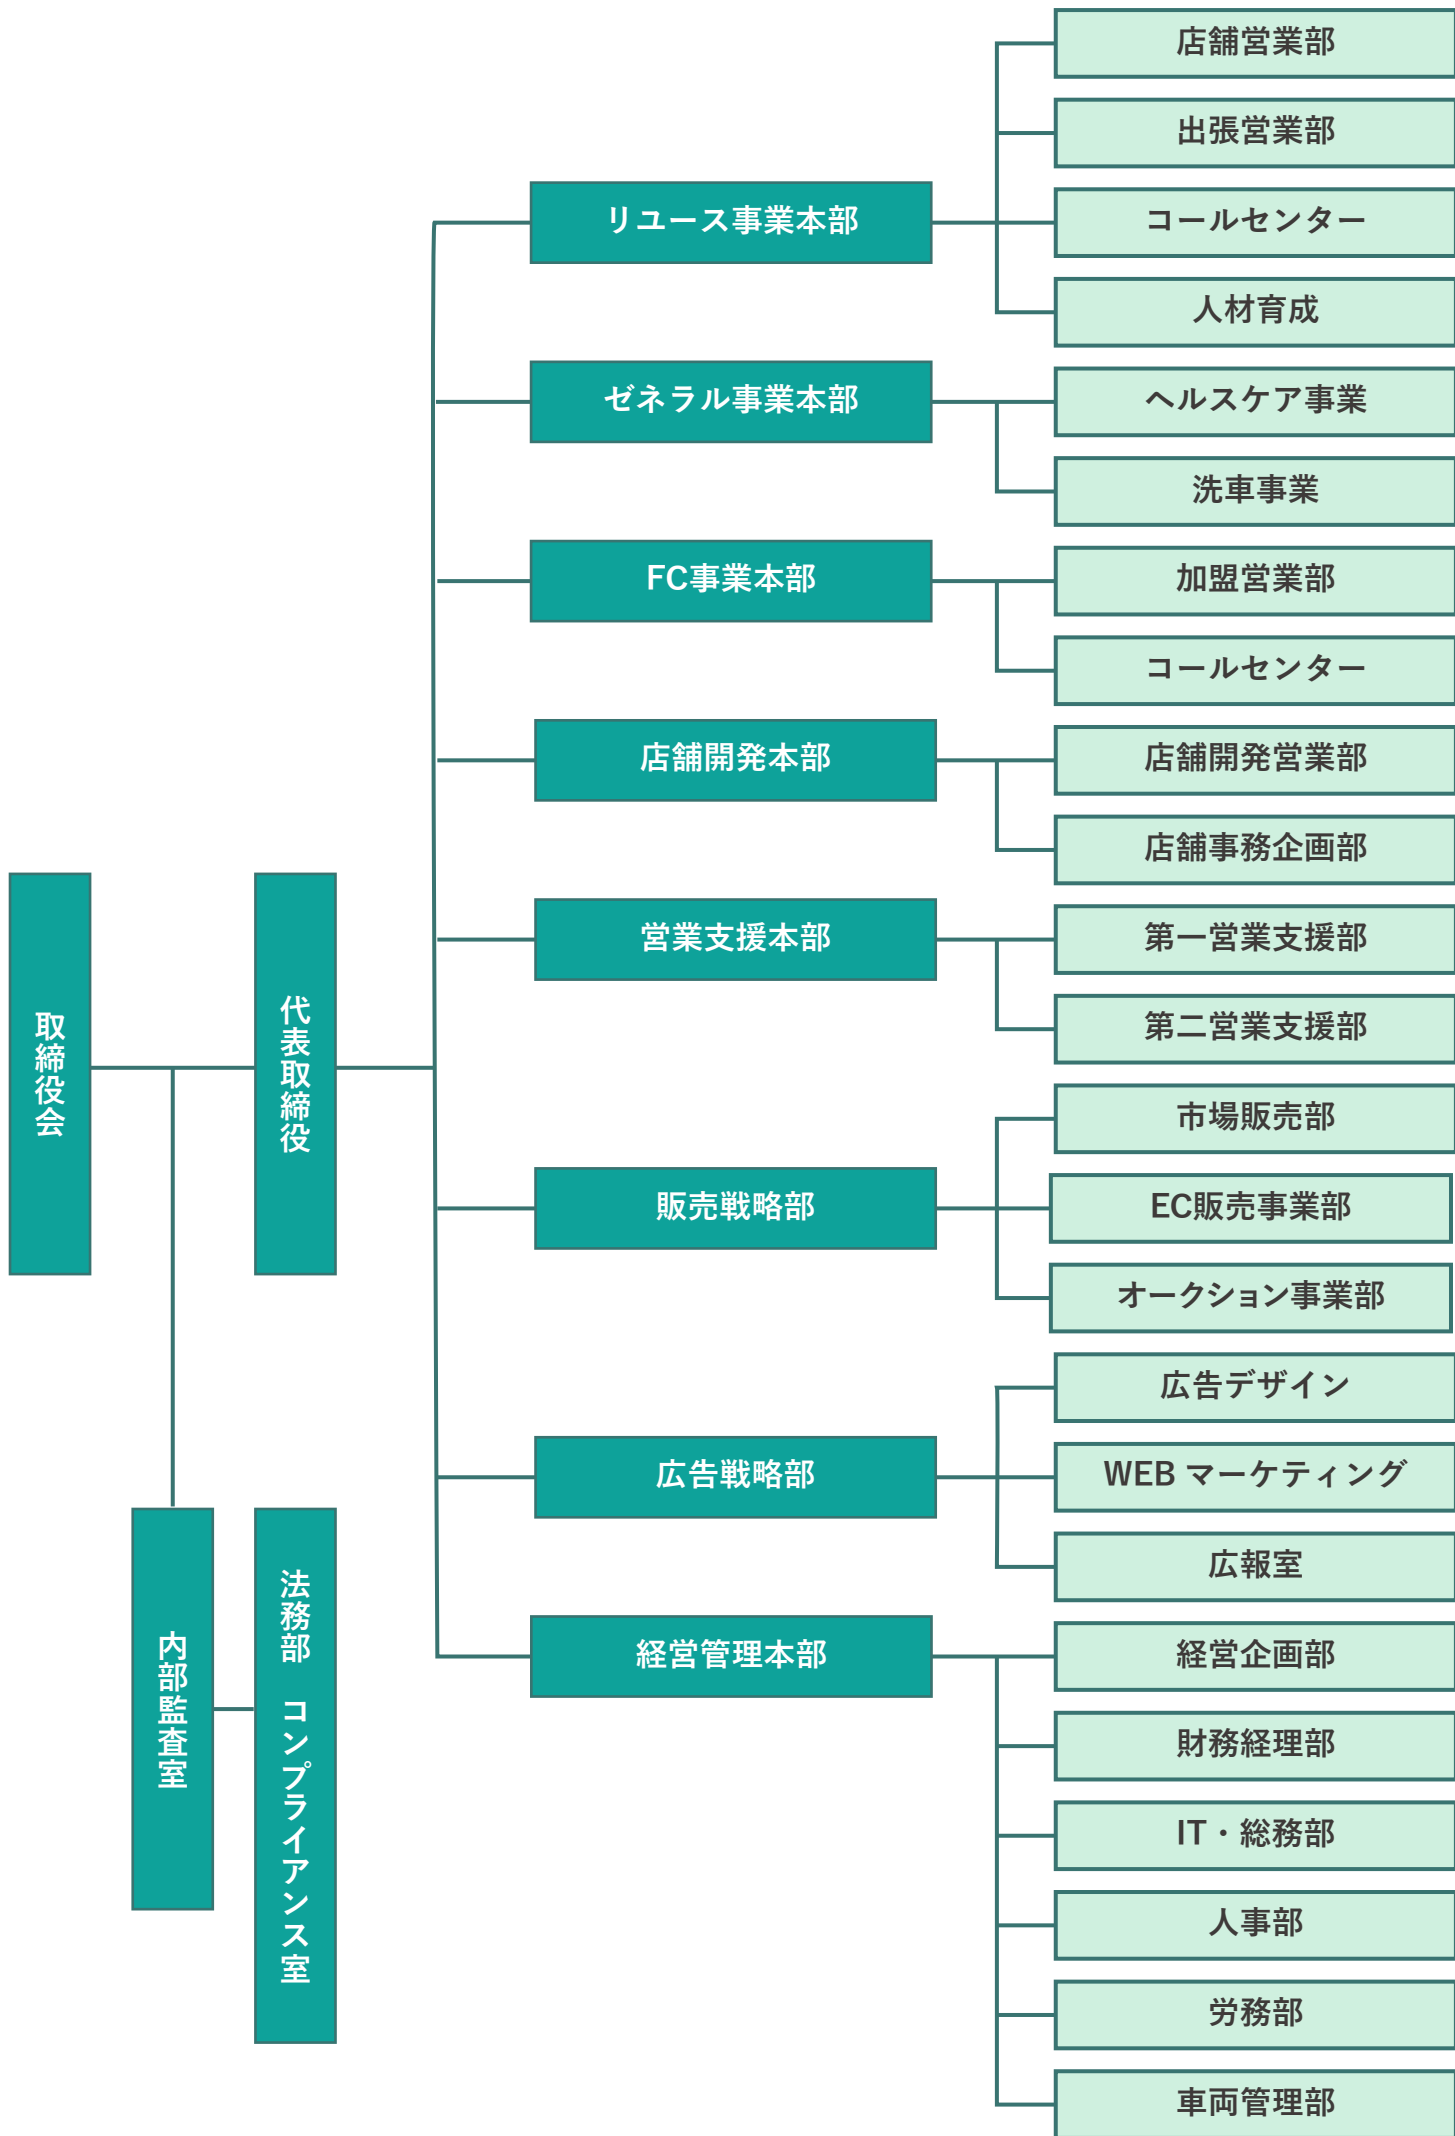 取締役会
代表取締役
内部監査室
法務部　コンプライアンス室
リユース事業本部
店舗営業部
出張営業部
コールセンター
人材育成
ゼネラル事業本部
ヘルスケア事業
洗車事業
FC事業本部
加盟営業部
コールセンター
店舗開発本部
店舗開発営業部
店舗事務企画部
営業支援本部
第一営業支援部
第二営業支援部
販売戦略部
市場販売部
EC販売事業部
オークション事業部
広告戦略部
広告デザイン
WEB マーケティング
広報室
経営管理本部
経営企画部
財務経理部
IT・総務部
人事部
労務部
車両管理部